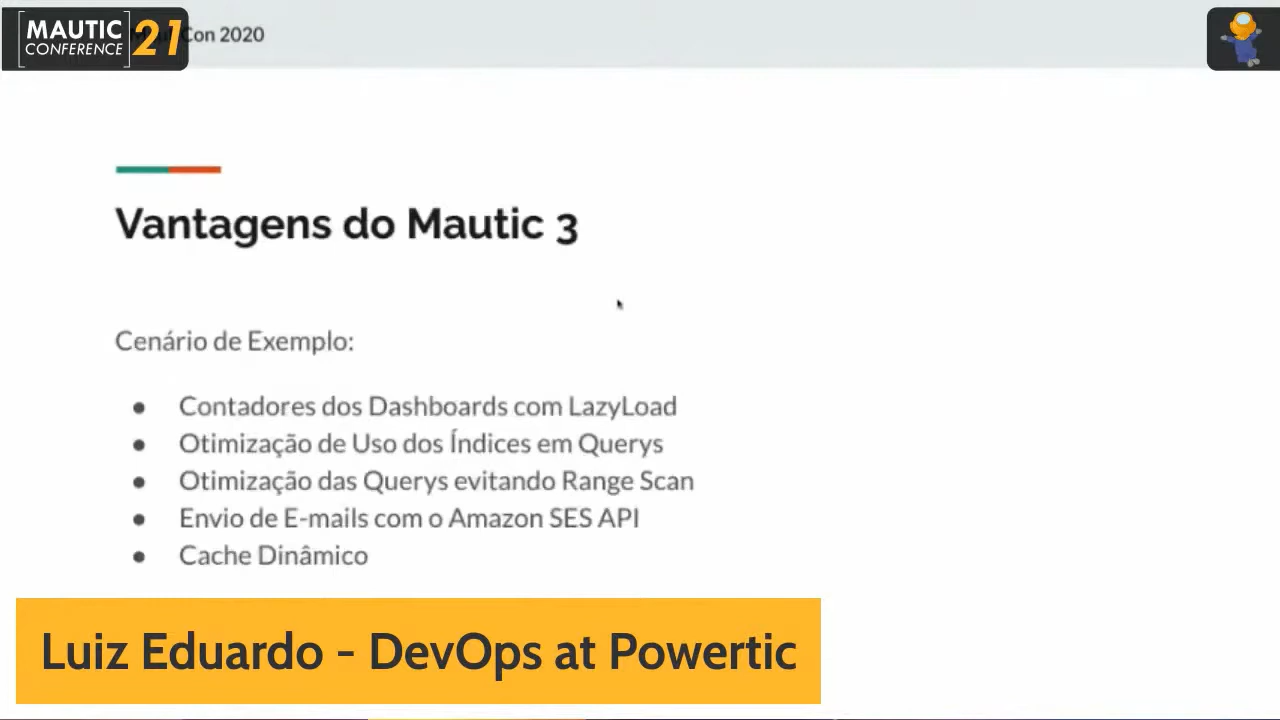 MAUTIC
CONFERENCE
21
Con 2020
Vantagens do Mautic 3
Cenário de Exemplo:
● Contadores dos Dashboards com LazyLoad
● Otimização de Uso dos Índices em Querys
● Otimização das Querys evitando Range Scan
● Envio de E-mails com o Amazon SES API
● Cache Dinâmico
Luiz Eduardo - DevOps at Powertic